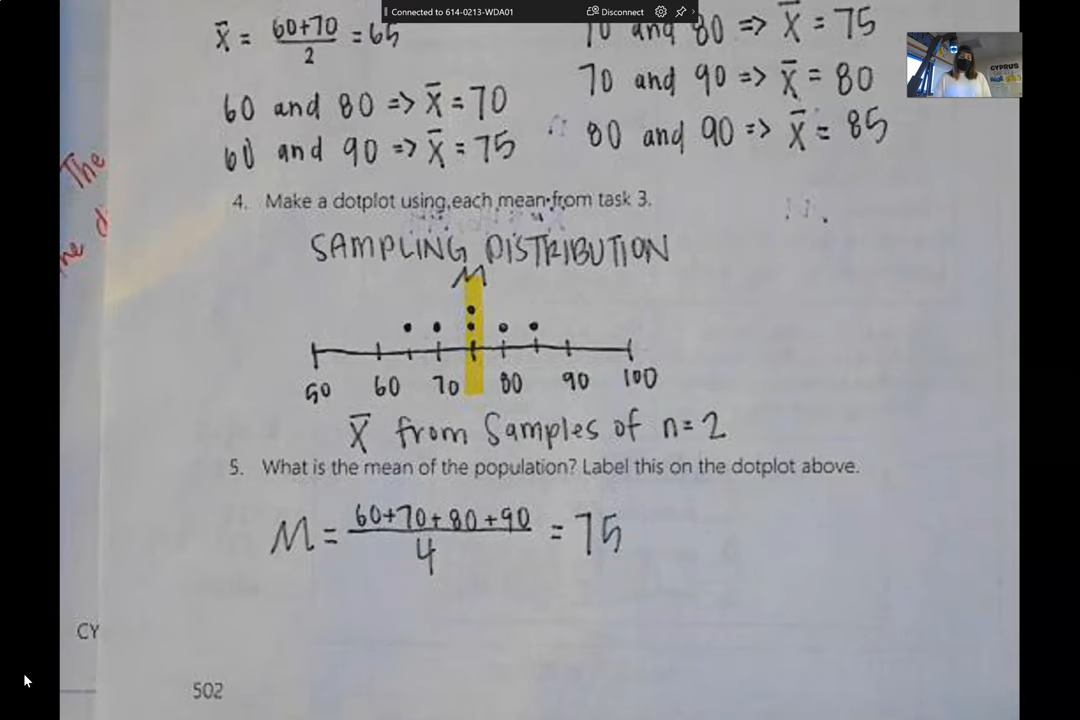 Connected to 614-0213-WDA01
Disconnect
X̄ = 60+70 / 2 = 65
60 and 80 => X̄ = 70
60 and 90 => X̄ = 75
70 and 80 => X̄ = 75
70 and 90 => X̄ = 80
80 and 90 => X̄ = 85
CYPRUS
The
4. Make a dotplot using each mean from task 3.
SAMPLING DISTRIBUTION
M
50 60 70 80 90 100
X̄ from Samples of n=2
5. What is the mean of the population? Label this on the dotplot above.
M = 60+70+80+90 / 4 = 75
CY
502